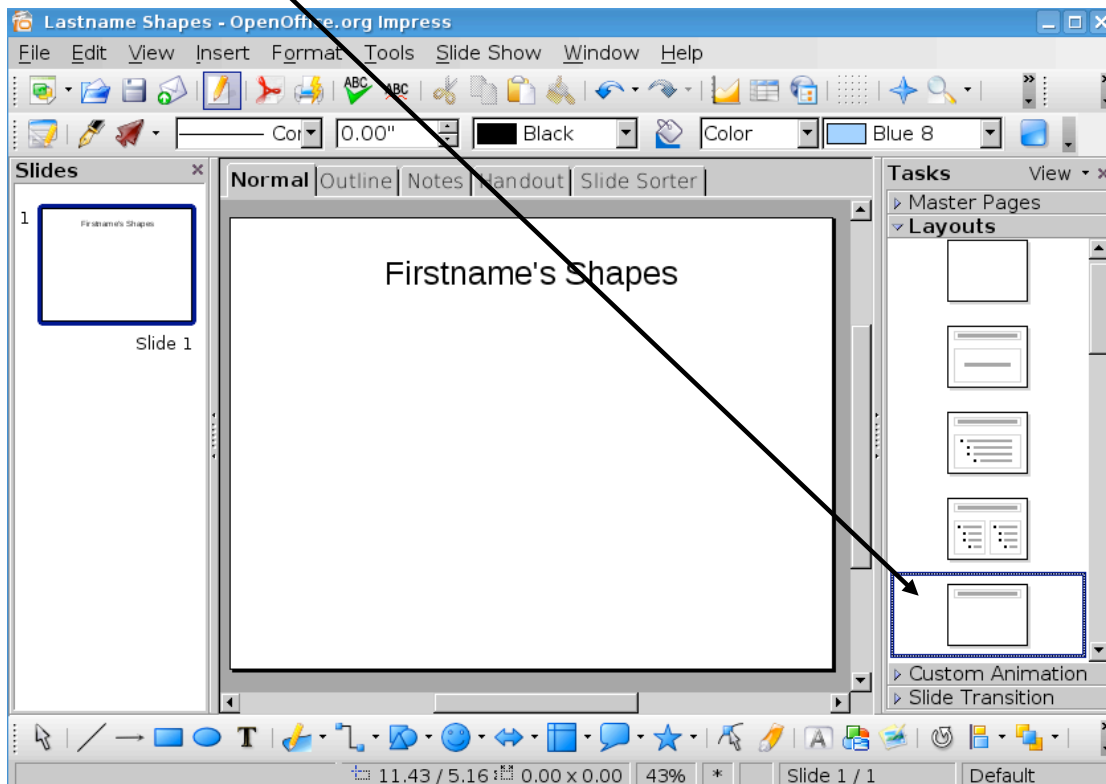 Lastname Shapes - OpenOffice.org Impress
File Edit View Insert Format Tools Slide Show Window Help
ABC ABC
Cor 0.00" Black Color Blue 8
Slides
Normal Outline Notes Handout Slide Sorter
Tasks View
1
Firstname's Shapes
Slide 1
Firstname's Shapes
Master Pages
Layouts
Custom Animation
Slide Transition
T A
11.43 / 5.16 0.00 x 0.00 43% * Slide 1 / 1 Default